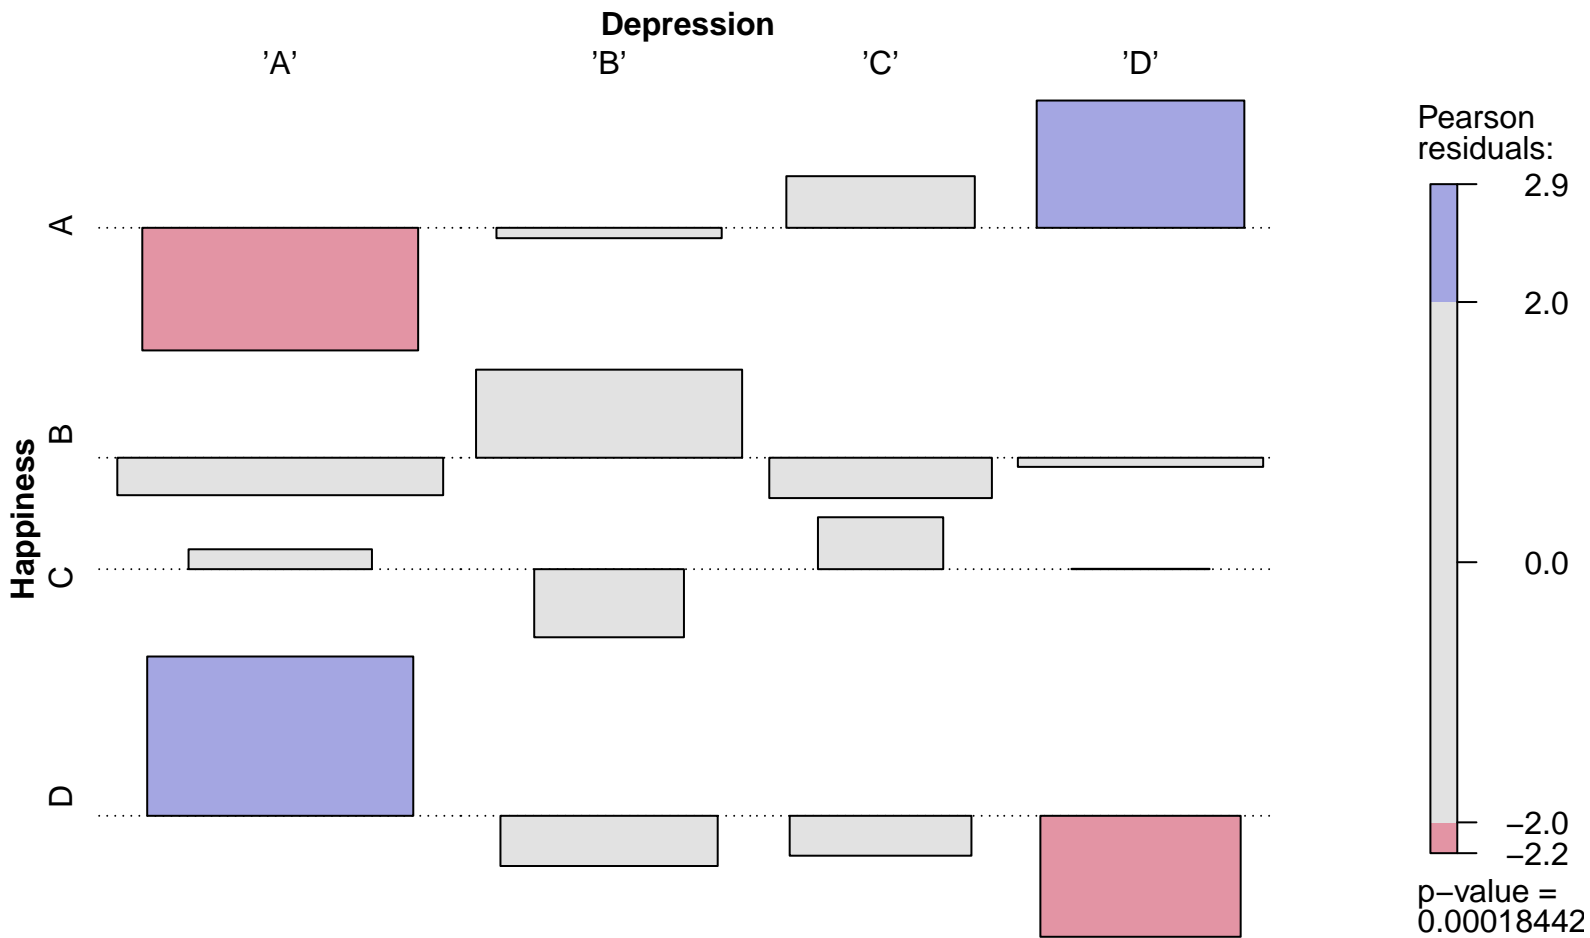 Depression
’A’ ’B’ ’C’ ’D’
Happiness
A
B
C
D
Pearson
residuals:
2.9
2.0
0.0
−2.0
−2.2
p−value =
0.00018442